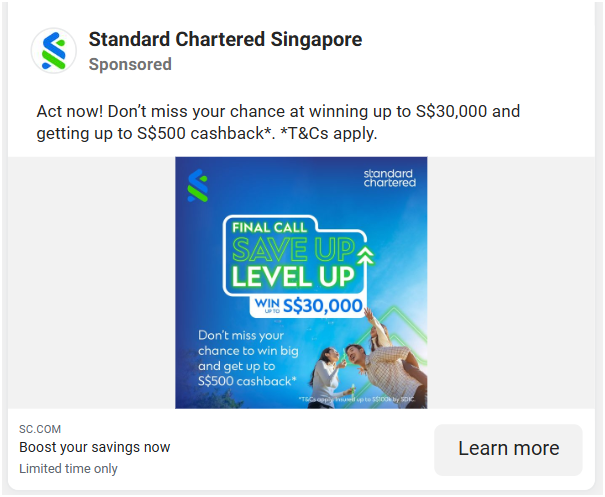 Standard Chartered Singapore
Sponsored
Act now! Don’t miss your chance at winning up to S$30,000 and
getting up to S$500 cashback*. *T&Cs apply.
standard
chartered
FINAL CALL
SAVE UP
LEVEL UP
WIN UP TO S$30,000
Don’t miss your
chance to win big
and get up to
S$500 cashback*
*T&Cs apply. Insured up to S$100k by SDIC.
SC.COM
Boost your savings now
Limited time only
Learn more